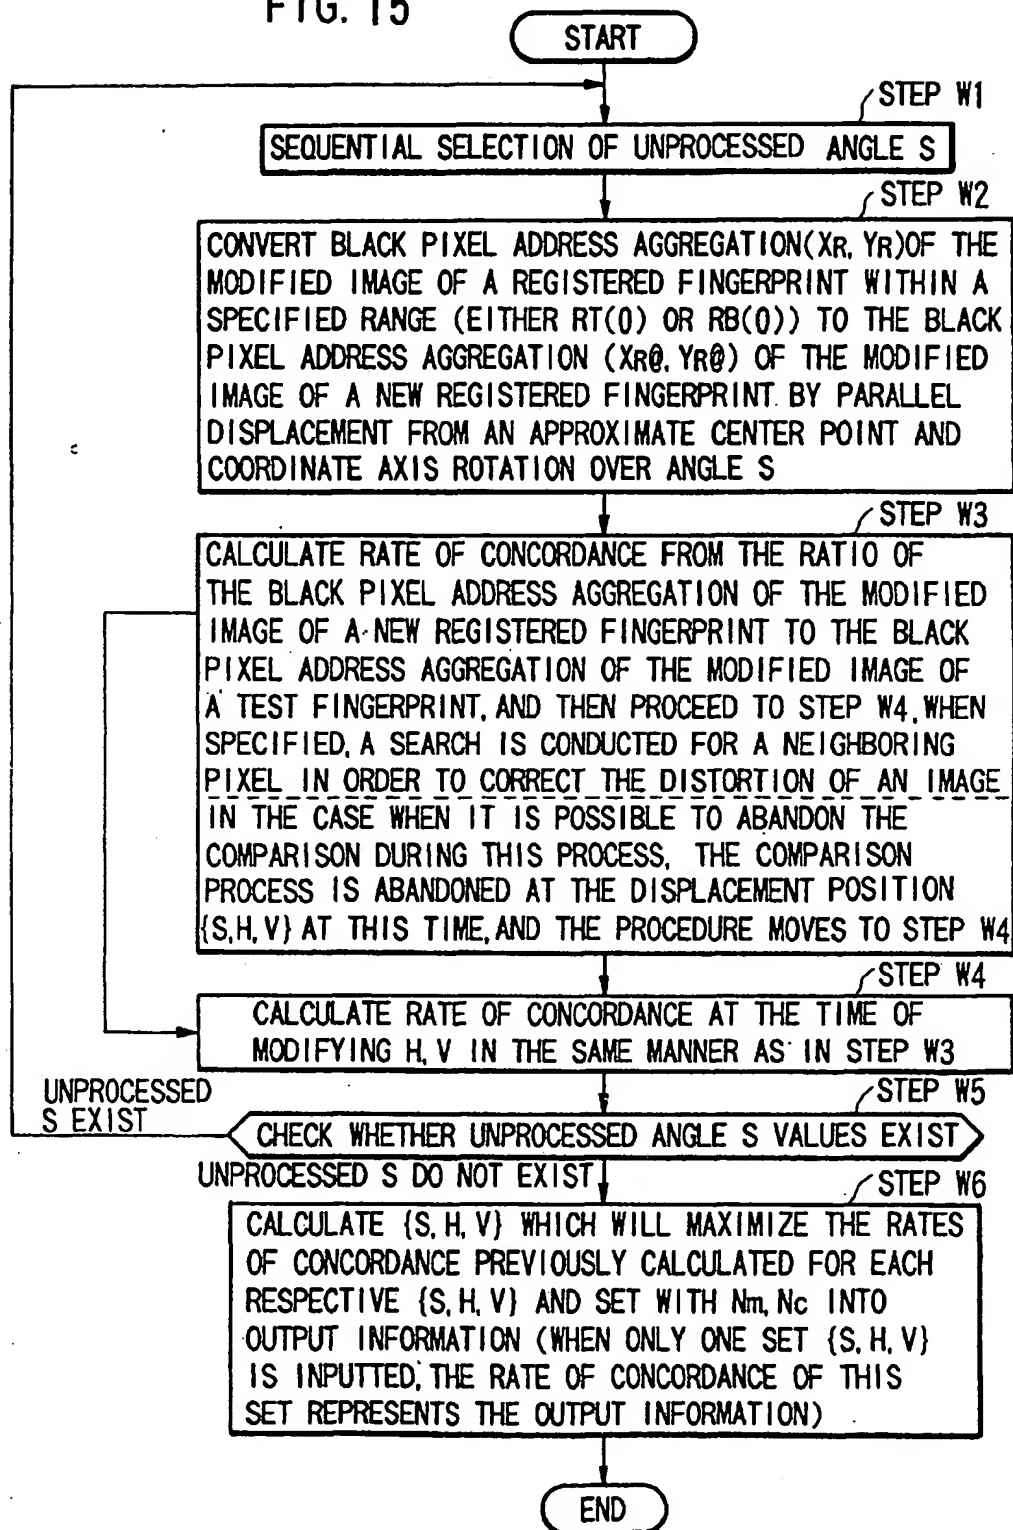 FIG. 15
START
STEP W1
SEQUENTIAL SELECTION OF UNPROCESSED ANGLE S
STEP W2
CONVERT BLACK PIXEL ADDRESS AGGREGATION(XR, YR)OF THE
MODIFIED IMAGE OF A REGISTERED FINGERPRINT WITHIN A
SPECIFIED RANGE (EITHER RT() OR RB()) TO THE BLACK
PIXEL ADDRESS AGGREGATION (XR@, YR@) OF THE MODIFIED
IMAGE OF A NEW REGISTERED FINGERPRINT BY PARALLEL
DISPLACEMENT FROM AN APPROXIMATE CENTER POINT AND
COORDINATE AXIS ROTATION OVER ANGLE S
STEP W3
CALCULATE RATE OF CONCORDANCE FROM THE RATIO OF
THE BLACK PIXEL ADDRESS AGGREGATION OF THE MODIFIED
IMAGE OF A NEW REGISTERED FINGERPRINT TO THE BLACK
PIXEL ADDRESS AGGREGATION OF THE MODIFIED IMAGE OF
A TEST FINGERPRINT, AND THEN PROCEED TO STEP W4. WHEN
SPECIFIED, A SEARCH IS CONDUCTED FOR A NEIGHBORING
PIXEL IN ORDER TO CORRECT THE DISTORTION OF AN IMAGE
IN THE CASE WHEN IT IS POSSIBLE TO ABANDON THE
COMPARISON DURING THIS PROCESS, THE COMPARISON
PROCESS IS ABANDONED AT THE DISPLACEMENT POSITION
{S, H, V} AT THIS TIME, AND THE PROCEDURE MOVES TO STEP W4
STEP W4
CALCULATE RATE OF CONCORDANCE AT THE TIME OF
MODIFYING H, V IN THE SAME MANNER AS IN STEP W3
STEP W5
UNPROCESSED
S EXIST
CHECK WHETHER UNPROCESSED ANGLE S VALUES EXIST
UNPROCESSED S DO NOT EXIST
STEP W6
CALCULATE {S, H, V} WHICH WILL MAXIMIZE THE RATES
OF CONCORDANCE PREVIOUSLY CALCULATED FOR EACH
RESPECTIVE {S, H, V} AND SET WITH Nm, Nc INTO
OUTPUT INFORMATION (WHEN ONLY ONE SET {S, H, V}
IS INPUTTED, THE RATE OF CONCORDANCE OF THIS
SET REPRESENTS THE OUTPUT INFORMATION)
END